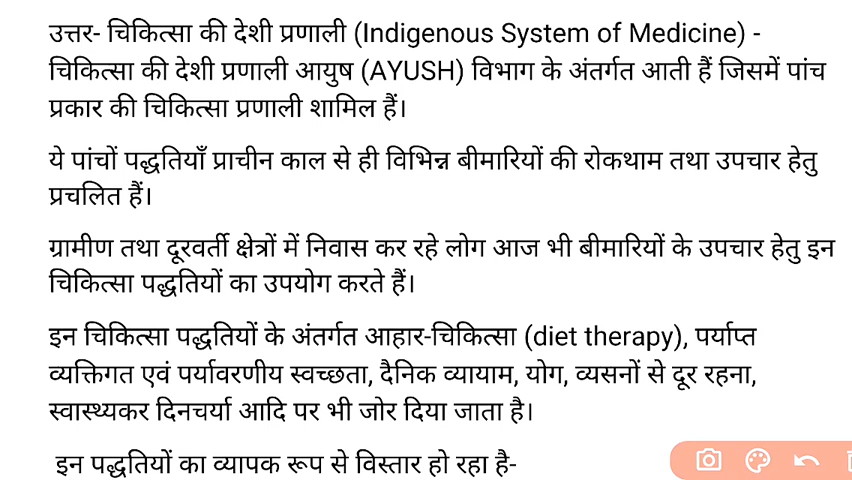 उत्तर- चिकित्सा की देशी प्रणाली (Indigenous System of Medicine) -
चिकित्सा की देशी प्रणाली आयुष (AYUSH) विभाग के अंतर्गत आती हैं जिसमें पांच
प्रकार की चिकित्सा प्रणाली शामिल हैं।
ये पांचों पद्धतियाँ प्राचीन काल से ही विभिन्न बीमारियों की रोकथाम तथा उपचार हेतु
प्रचलित हैं।
ग्रामीण तथा दूरवर्ती क्षेत्रों में निवास कर रहे लोग आज भी बीमारियों के उपचार हेतु इन
चिकित्सा पद्धतियों का उपयोग करते हैं।
इन चिकित्सा पद्धतियों के अंतर्गत आहार-चिकित्सा (diet therapy), पर्याप्त
व्यक्तिगत एवं पर्यावरणीय स्वच्छता, दैनिक व्यायाम, योग, व्यसनों से दूर रहना,
स्वास्थ्यकर दिनचर्या आदि पर भी जोर दिया जाता है।
इन पद्धतियों का व्यापक रूप से विस्तार हो रहा है-